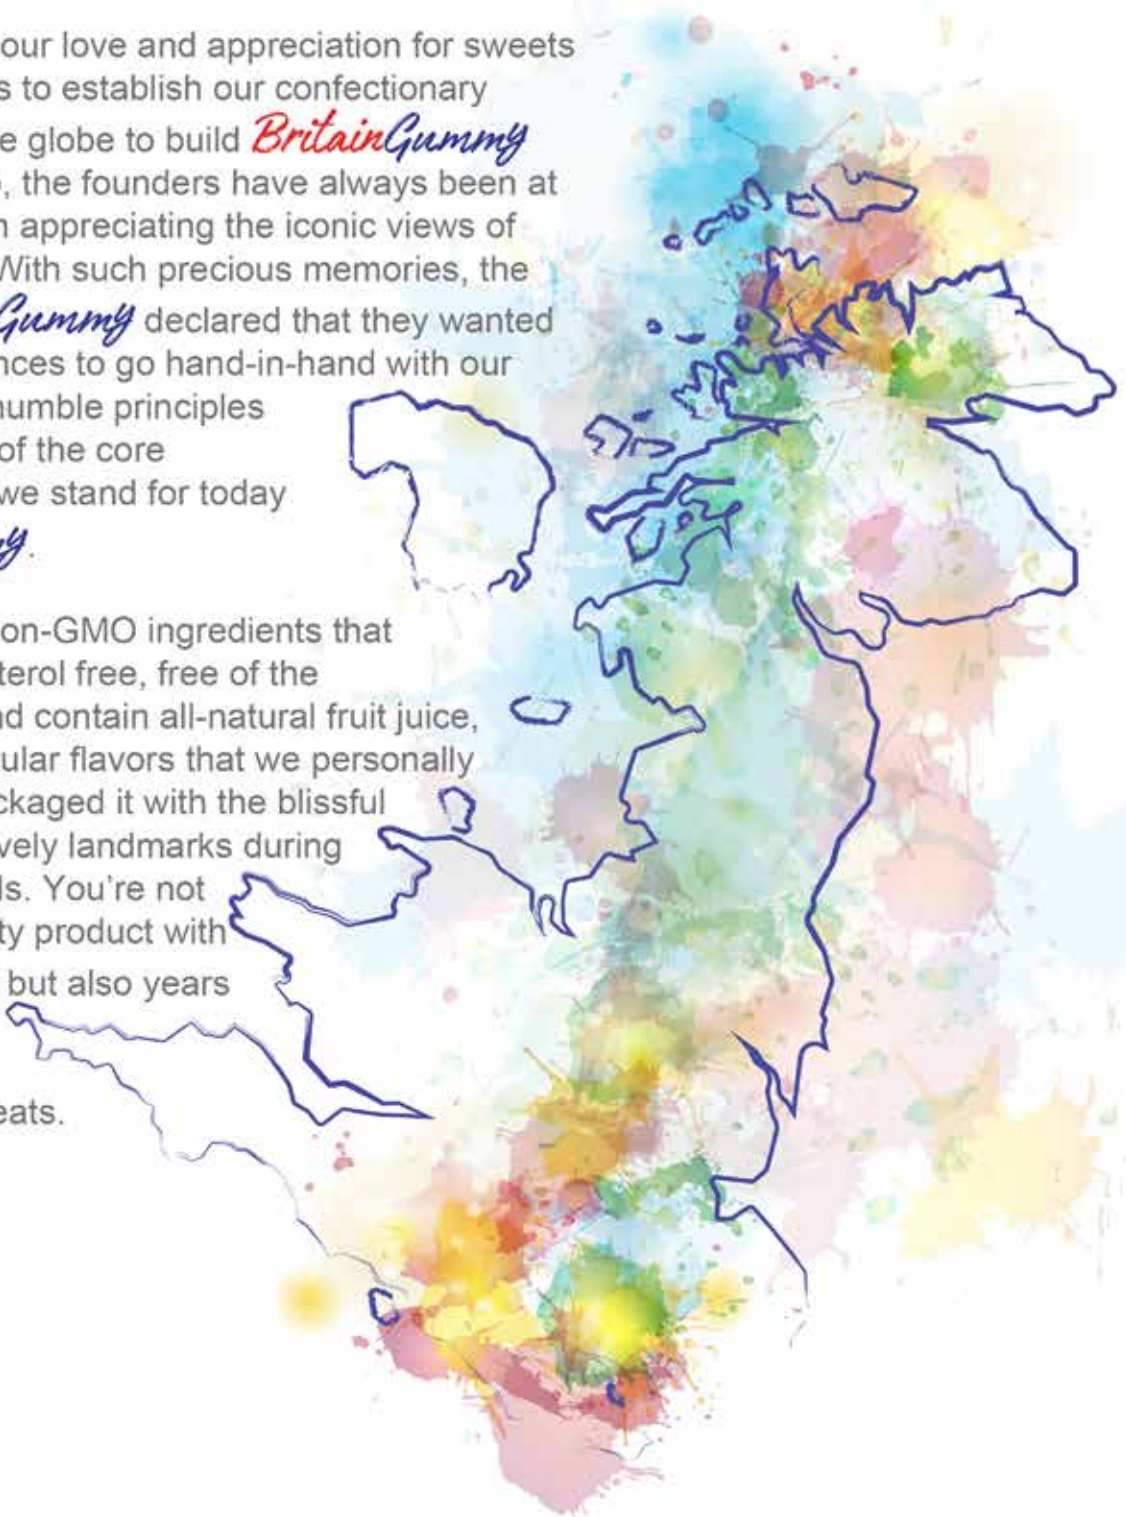 our love and appreciation for sweets
s to establish our confectionary
e globe to build BritainGummy
, the founders have always been at
n appreciating the iconic views of
With such precious memories, the
Gummy declared that they wanted
nces to go hand-in-hand with our
humble principles
of the core
we stand for today
y.
on-GMO ingredients that
terol free, free of the
nd contain all-natural fruit juice,
ular flavors that we personally
ckaged it with the blissful
vely landmarks during
ls. You're not
ty product with
but also years
eats.